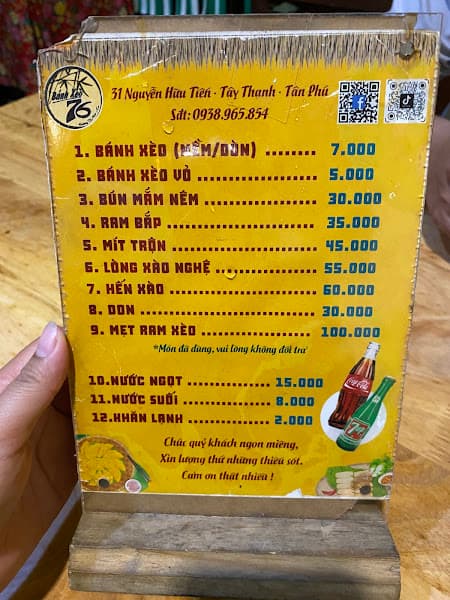 Bánh Xèo
76
31 Nguyễn Hữu Tiến - Tây Thạnh - Tân Phú
Sđt: 0938.965.854
1. BÁNH XÈO (MỀM/DÒN) ........ 7.000
2. BÁNH XÈO VỎ .................... 5.000
3. BÚN MẮM NÊM .................. 30.000
4. RAM BẮP ......................... 35.000
5. MÍT TRỘN ........................ 45.000
6. LÒNG XÀO NGHỆ ................ 55.000
7. HẾN XÀO ......................... 60.000
8. DON ............................... 30.000
9. MẸT RAM XÈO ................... 100.000
*Món đã dùng, vui lòng không đổi trả
10.NƯỚC NGỌT ................... 15.000
11.NƯỚC SUỐI ..................... 8.000
12.KHĂN LẠNH ..................... 2.000
Coca-Cola
7UP
Chúc quý khách ngon miệng,
Xin lượng thứ những thiếu sót.
Cảm ơn thật nhiều !